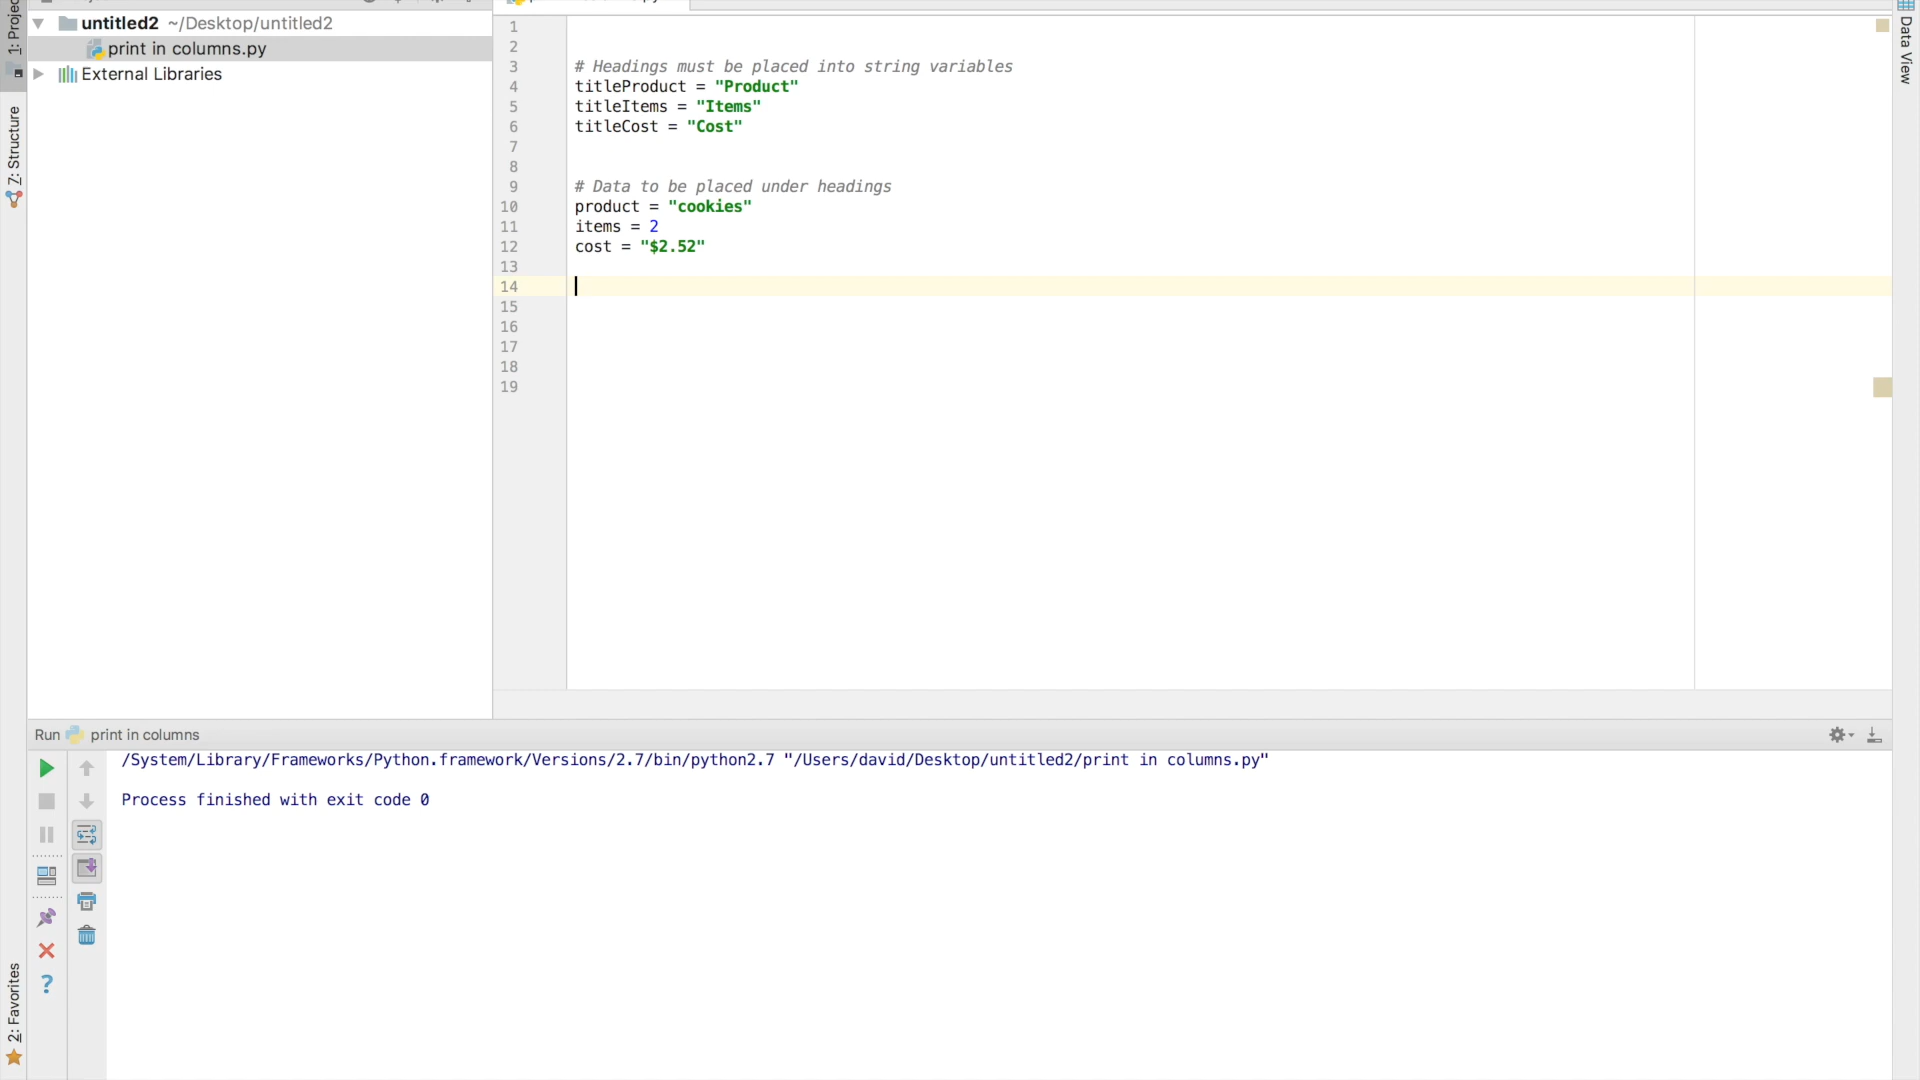 1: Project
untitled2 ~/Desktop/untitled2
print in columns.py
External Libraries
Z: Structure
2: Favorites
Data View
1
2
3 # Headings must be placed into string variables
4 titleProduct = "Product"
5 titleItems = "Items"
6 titleCost = "Cost"
7
8
9 # Data to be placed under headings
10 product = "cookies"
11 items = 2
12 cost = "$2.52"
13
14
15
16
17
18
19
Run print in columns
/System/Library/Frameworks/Python.framework/Versions/2.7/bin/python2.7 "/Users/david/Desktop/untitled2/print in columns.py"
Process finished with exit code 0